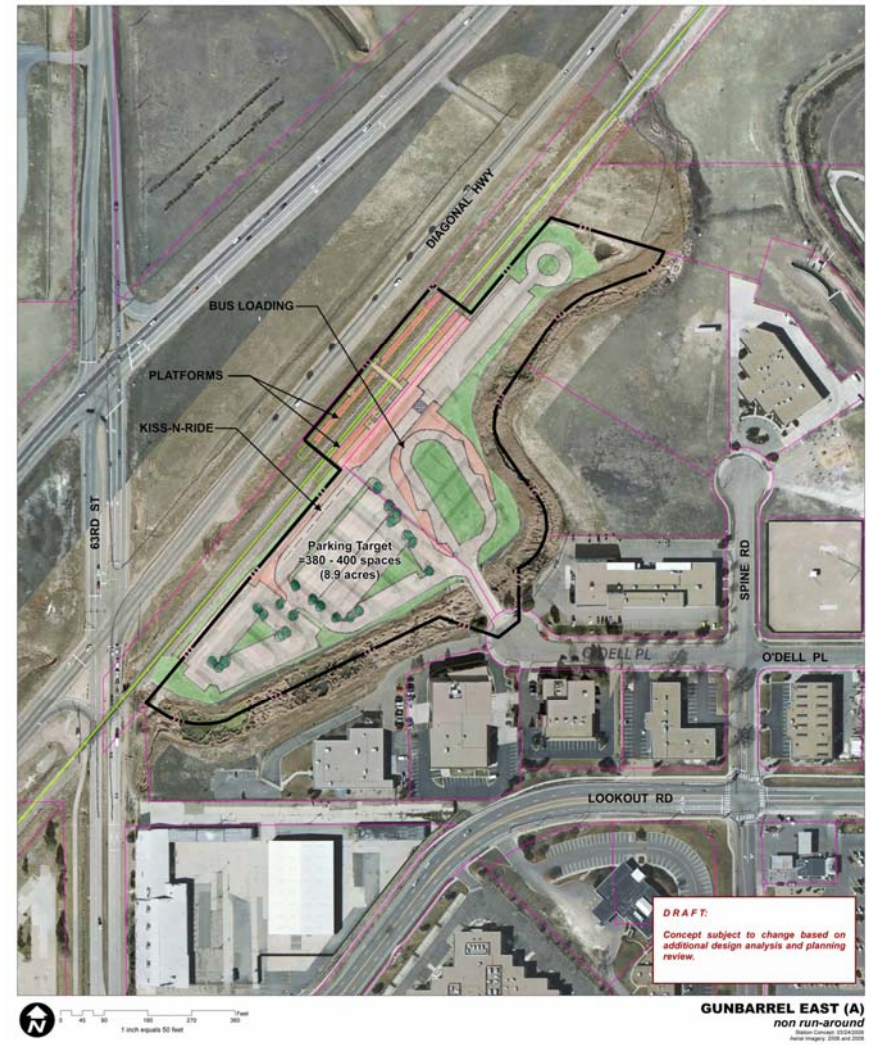 DIAGONAL HWY
BUS LOADING
PLATFORMS
KISS-N-RIDE
63RD ST
Parking Target
=380 - 400 spaces
(8.9 acres)
SPINE RD
O'DELL PL
O'DELL PL
LOOKOUT RD
DRAFT:
Concept subject to change based on
additional design analysis and planning
review.
N
0 45 90 180 270 360
Feet
1 inch equals 50 feet
GUNBARREL EAST (A)
non run-around